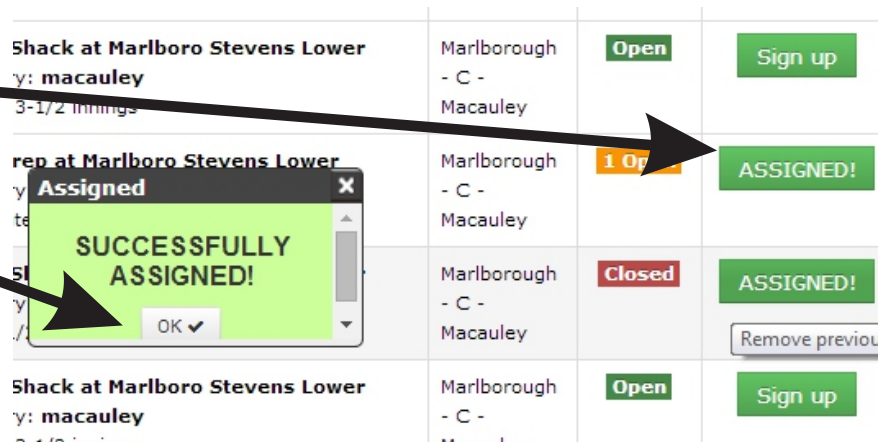 Shack at Marlboro Stevens Lower
y: macauley
3-1/2 innings
Marlborough
- C -
Macauley
Open
Sign up
rep at Marlboro Stevens Lower
Marlborough
- C -
Macauley
1 Open
ASSIGNED!
Assigned
SUCCESSFULLY
ASSIGNED!
OK
Marlborough
- C -
Macauley
Closed
ASSIGNED!
Remove previou
Shack at Marlboro Stevens Lower
y: macauley
Marlborough
- C -
Open
Sign up